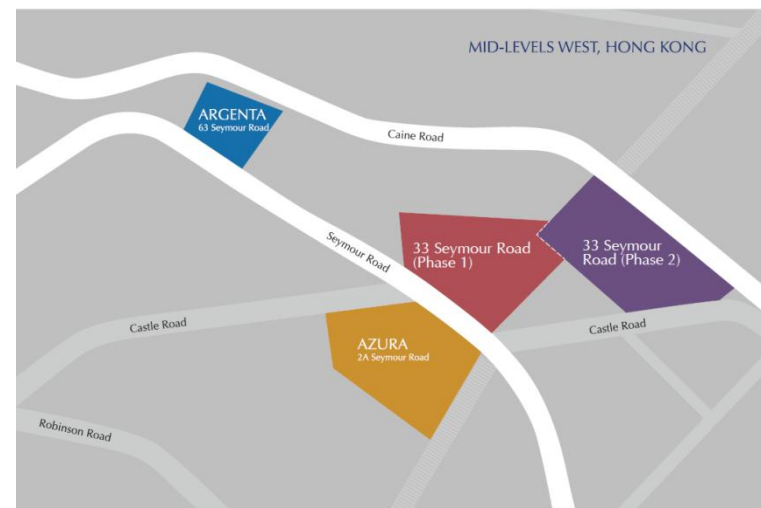 MID-LEVELS WEST, HONG KONG
ARGENTA
63 Seymour Road
Caine Road
Seymour Road
33 Seymour Road
(Phase 1)
33 Seymour
Road (Phase 2)
Castle Road
Castle Road
AZURA
2A Seymour Road
Robinson Road